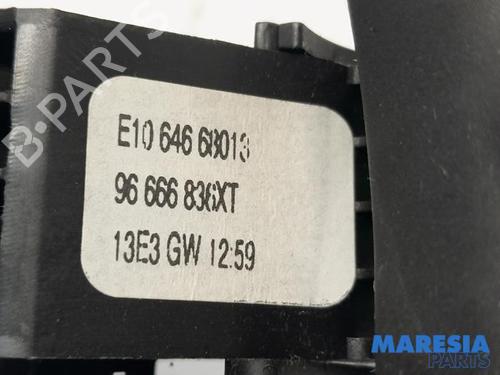 E10 646 68013
96 666 836XT
13E3 GW 12:59
B-PARTS
MARESIA
PARTS